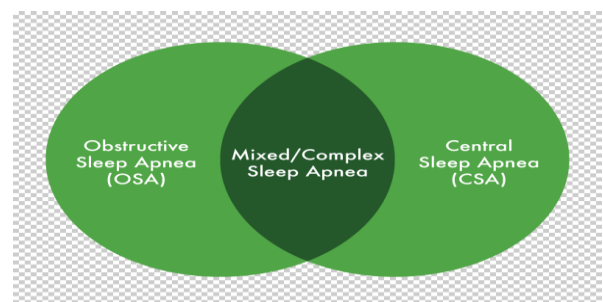 Obstructive
Sleep Apnea
(OSA)
Mixed/Complex
Sleep Apnea
Central
Sleep Apnea
(CSA)